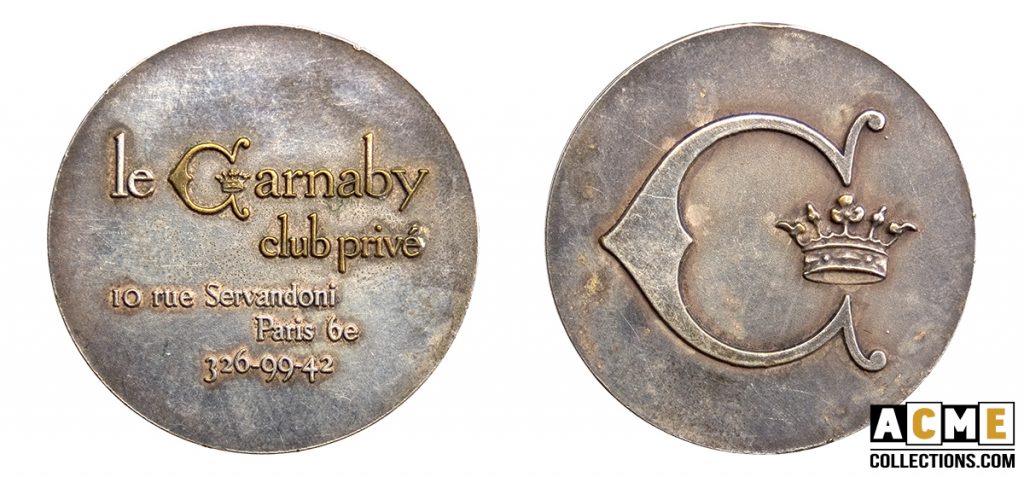 le Carnaby
club privé
10 rue Servandoni
Paris 6e
326-99-42
C
ACME
COLLECTIONS.COM